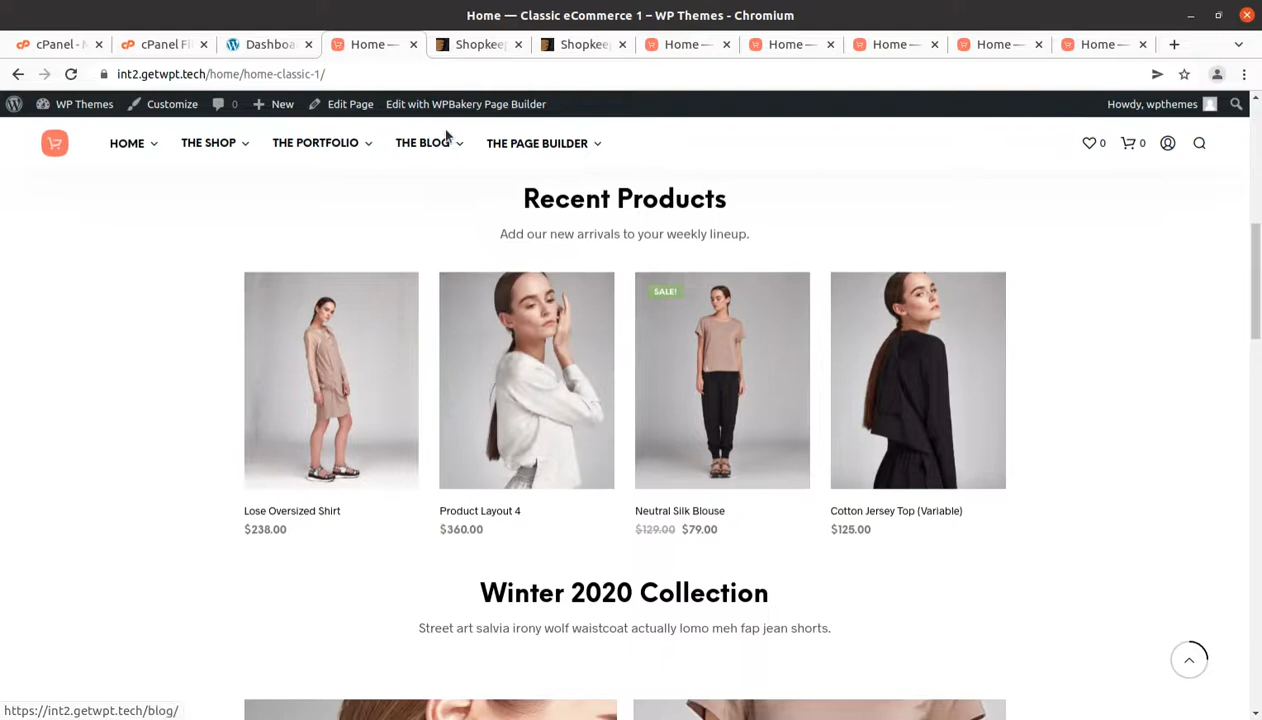 Home — Classic eCommerce 1 – WP Themes - Chromium
cPanel - M
cPanel Fi
Dashboa
Home —
Shopkee
Shopkee
Home —
Home —
Home —
Home —
Home —
int2.getwpt.tech/home/home-classic-1/
WP Themes
Customize
0
New
Edit Page
Edit with WPBakery Page Builder
Howdy, wpthemes
HOME
THE SHOP
THE PORTFOLIO
THE BLOG
THE PAGE BUILDER
0
0
Recent Products
Add our new arrivals to your weekly lineup.
SALE!
Lose Oversized Shirt
$238.00
Product Layout 4
$360.00
Neutral Silk Blouse
$129.00 $79.00
Cotton Jersey Top (Variable)
$125.00
Winter 2020 Collection
Street art salvia irony wolf waistcoat actually lomo meh fap jean shorts.
https://int2.getwpt.tech/blog/